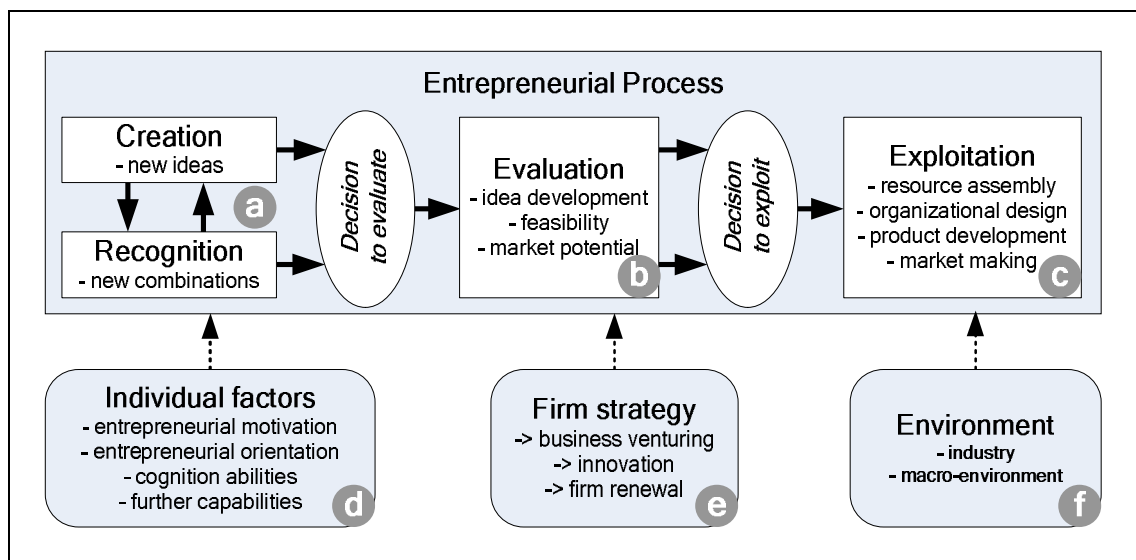 Entrepreneurial Process
Creation
- new ideas
a
Recognition
- new combinations
Decision
to evaluate
Evaluation
- idea development
- feasibility
- market potential
b
Decision
to exploit
Exploitation
- resource assembly
- organizational design
- product development
- market making
c
Individual factors
- entrepreneurial motivation
- entrepreneurial orientation
- cognition abilities
- further capabilities
d
Firm strategy
-> business venturing
-> innovation
-> firm renewal
e
Environment
- industry
- macro-environment
f